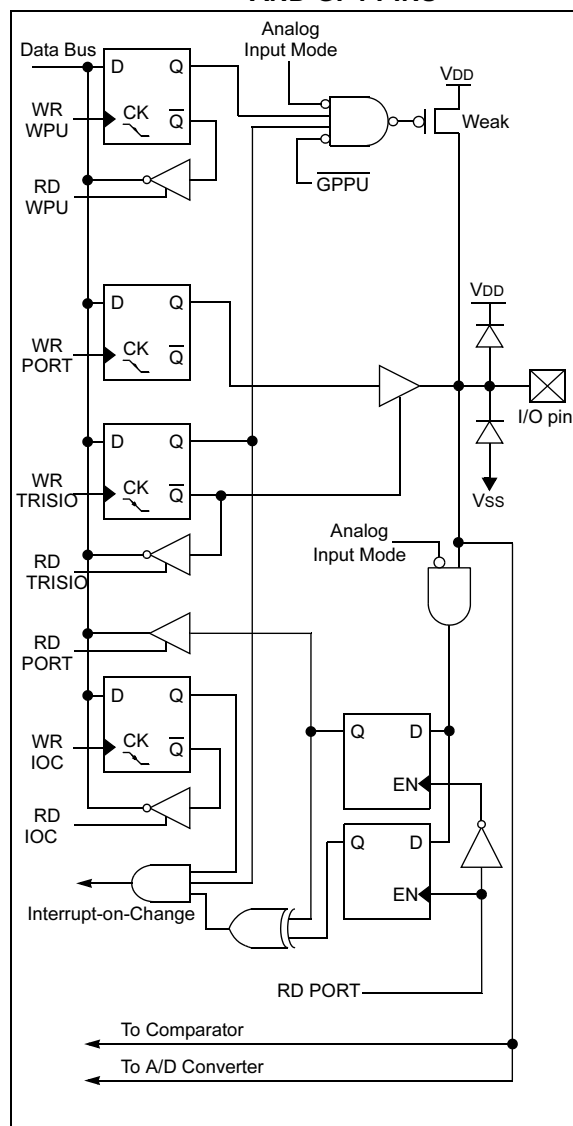 AND PINS
Analog
Input Mode
Data Bus
D Q
VDD
WR
WPU
CK Q
Weak
RD
WPU
GPPU
D Q
VDD
WR
PORT
CK Q
I/O pin
D Q
WR
TRISIO
CK Q
VSS
Analog
Input Mode
RD
TRISIO
RD
PORT
D Q
Q D
WR
IOC
CK Q
EN
RD
IOC
Q D
Interrupt-on-Change
EN
RD PORT
To Comparator
To A/D Converter